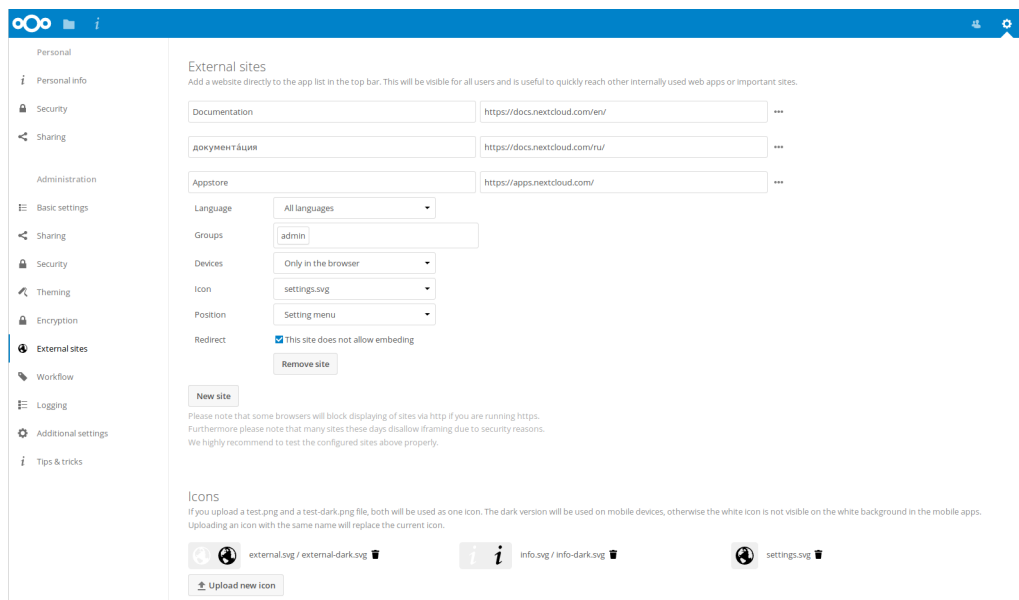 Personal
Personal info
Security
Sharing
Administration
Basic settings
Sharing
Security
Theming
Encryption
External sites
Workflow
Logging
Additional settings
Tips & tricks
External sites
Add a website directly to the app list in the top bar. This will be visible for all users and is useful to quickly reach other internally used web apps or important sites.
Documentation https://docs.nextcloud.com/en/
документáция https://docs.nextcloud.com/ru/
Appstore https://apps.nextcloud.com/
Language All languages
Groups admin
Devices Only in the browser
Icon settings.svg
Position Setting menu
Redirect This site does not allow embeding
Remove site
New site
Please note that some browsers will block displaying of sites via http if you are running https.
Furthermore please note that many sites these days disallow iframing due to security reasons.
We highly recommend to test the configured sites above properly.
Icons
If you upload a test.png and a test-dark.png file, both will be used as one icon. The dark version will be used on mobile devices, otherwise the white icon is not visible on the white background in the mobile apps.
Uploading an icon with the same name will replace the current icon.
external.svg / external-dark.svg info.svg / info-dark.svg settings.svg
Upload new icon